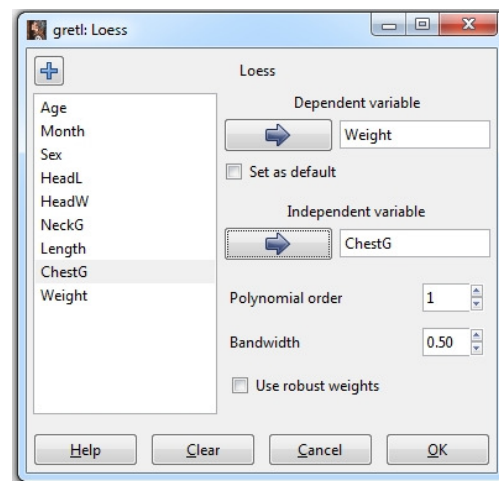 gretl: Loess
Loess
Age
Month
Sex
HeadL
HeadW
NeckG
Length
ChestG
Weight
Dependent variable
Weight
Set as default
Independent variable
ChestG
Polynomial order 1
Bandwidth 0.50
Use robust weights
Help Clear Cancel OK